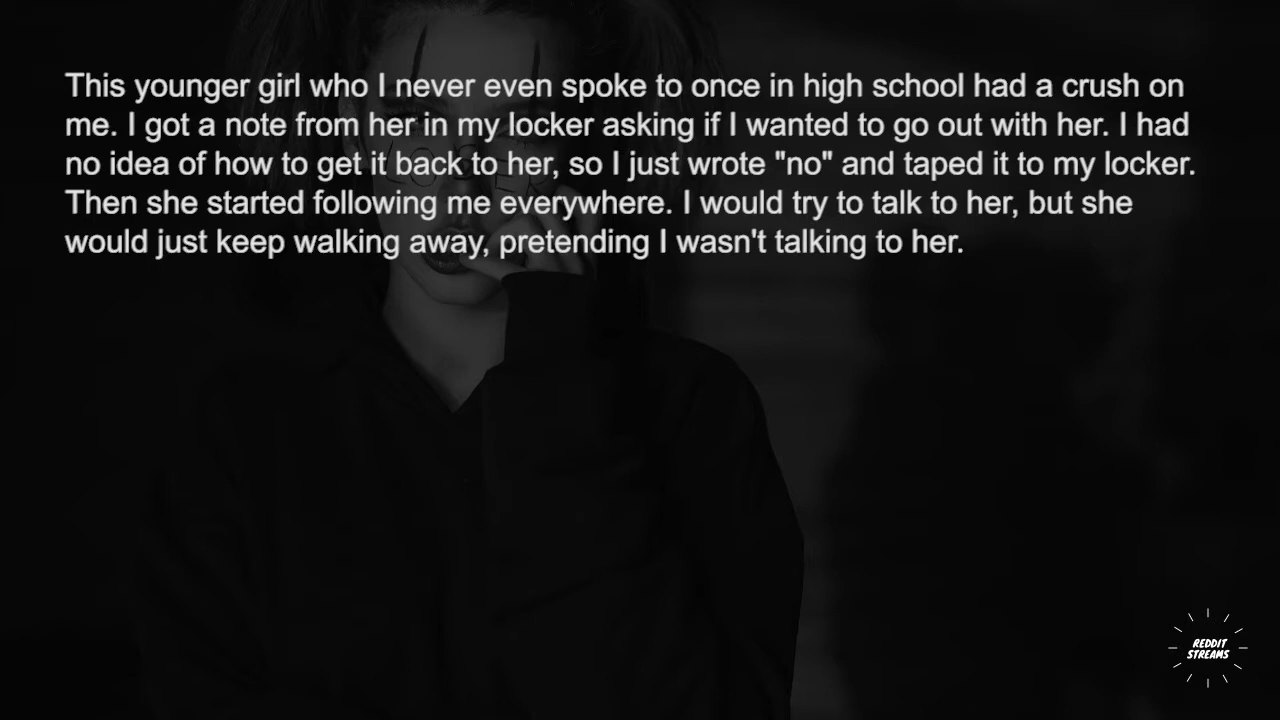 This younger girl who I never even spoke to once in high school had a crush on
me. I got a note from her in my locker asking if I wanted to go out with her. I had
no idea of how to get it back to her, so I just wrote "no" and taped it to my locker.
Then she started following me everywhere. I would try to talk to her, but she
would just keep walking away, pretending I wasn't talking to her.
REDDIT
STREAMS